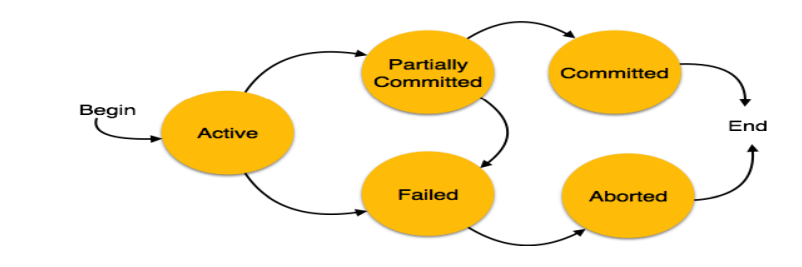 Begin
Active
Partially
Committed
Committed
Failed
Aborted
End